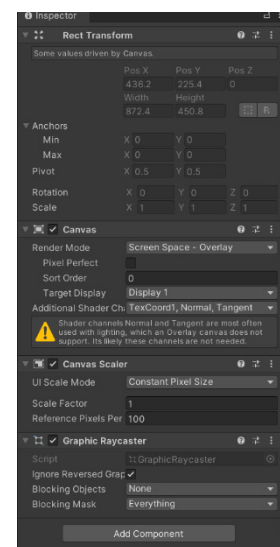 Inspector
Rect Transform
Some values driven by Canvas.
Pos X Pos Y Pos Z
436.2 225.4 0
Width Height
872.4 450.8
R
Anchors
Min X 0 Y 0
Max X 0 Y 0
Pivot X 0.5 Y 0.5
Rotation X 0 Y 0 Z 0
Scale X 1 Y 1 Z 1
Canvas
Render Mode Screen Space - Overlay
Pixel Perfect
Sort Order 0
Target Display Display 1
Additional Shader Ch TexCoord1, Normal, Tangent
Shader channels Normal and Tangent are most often
used with lighting, which an Overlay canvas does not
support. Its likely these channels are not needed.
Canvas Scaler
UI Scale Mode Constant Pixel Size
Scale Factor 1
Reference Pixels Per 100
Graphic Raycaster
Script GraphicRaycaster
Ignore Reversed Grap
Blocking Objects None
Blocking Mask Everything
Add Component